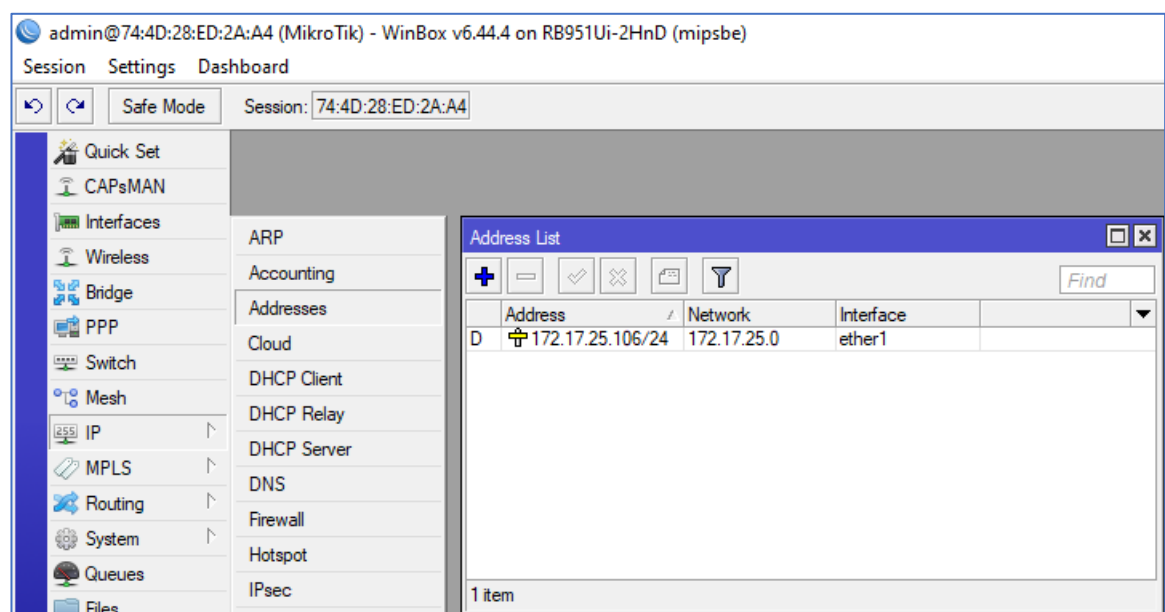 admin@74:4D:28:ED:2A:A4 (MikroTik) - WinBox v6.44.4 on RB951Ui-2HnD (mipsbe)
Session Settings Dashboard
Safe Mode Session: 74:4D:28:ED:2A:A4
Quick Set
CAPsMAN
Interfaces
Wireless
Bridge
PPP
Switch
Mesh
255 IP
MPLS
Routing
System
Queues
Files
ARP
Accounting
Addresses
Cloud
DHCP Client
DHCP Relay
DHCP Server
DNS
Firewall
Hotspot
IPsec
Address List
Find
Address Network Interface
D 172.17.25.106/24 172.17.25.0 ether1
1 item